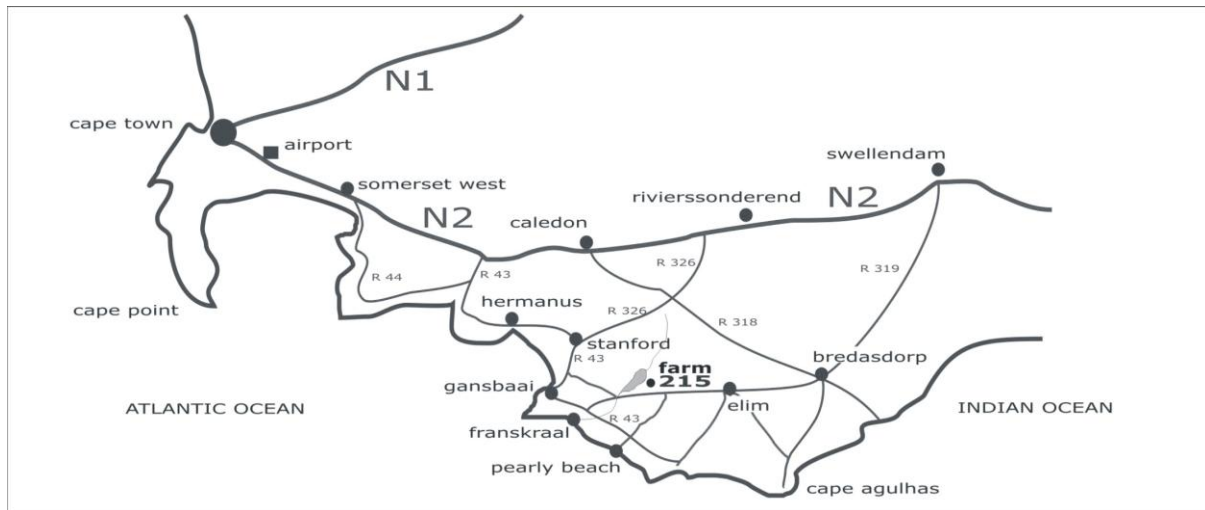 N1
cape town
airport
swellendam
somerset west
rivierssonderend
N2
N2
caledon
R 326
R 319
R 44
R 43
cape point
hermanus
R 326
R 318
stanford
bredasdorp
R 43
farm
215
gansbaai
elim
ATLANTIC OCEAN
INDIAN OCEAN
R 43
franskraal
pearly beach
cape agulhas